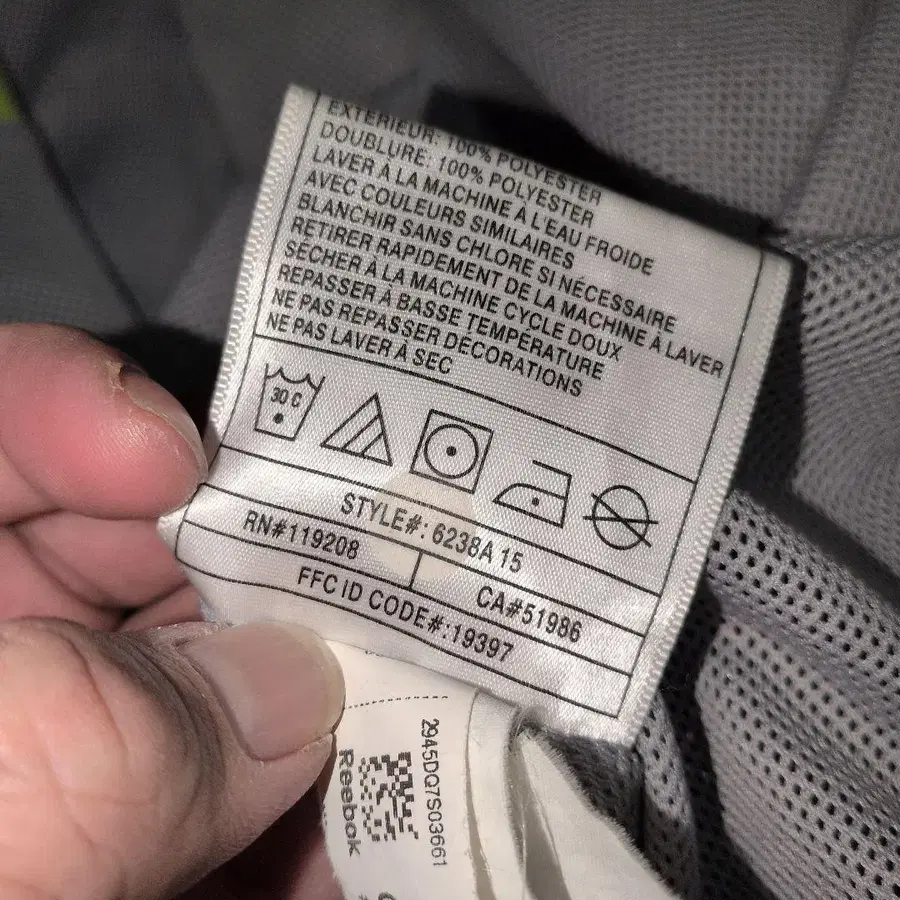 EXTÉRIEUR: 100% POLYESTER
DOUBLURE: 100% POLYESTER
LAVER À LA MACHINE À L'EAU FROIDE
AVEC COULEURS SIMILAIRES
BLANCHIR SANS CHLORE SI NÉCESSAIRE
RETIRER RAPIDEMENT DE LA MACHINE À LAVER
SÉCHER À LA MACHINE CYCLE DOUX
REPASSER À BASSE TEMPÉRATURE
NE PAS REPASSER DÉCORATIONS
NE PAS LAVER À SEC
30 C
STYLE#: 6238A 15
RN#119208
CA#51986
FFC ID CODE#:19397
2945DQ7S03661
Reebok